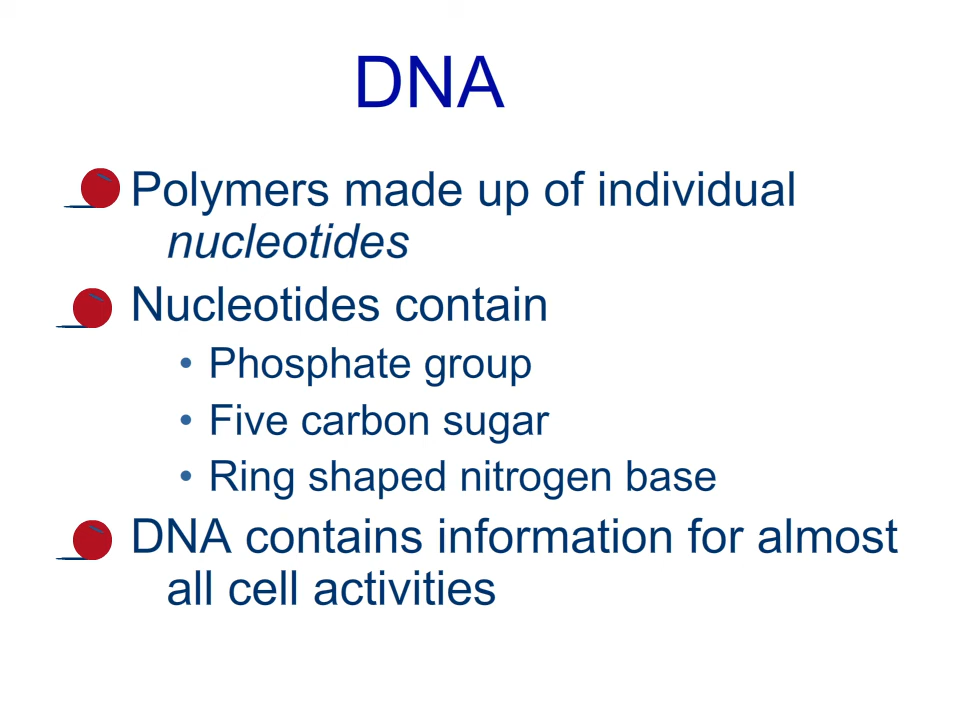 DNA
Polymers made up of individual
nucleotides
Nucleotides contain
• Phosphate group
• Five carbon sugar
• Ring shaped nitrogen base
DNA contains information for almost
all cell activities